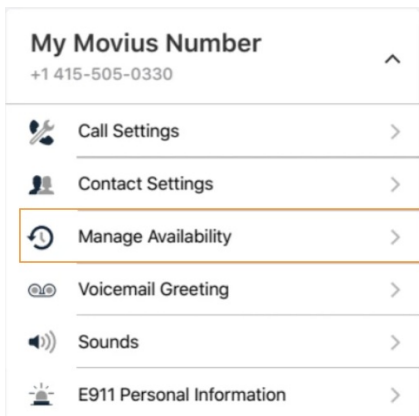 My Movius Number
+1 415-505-0330
Call Settings
Contact Settings
Manage Availability
Voicemail Greeting
Sounds
E911 Personal Information